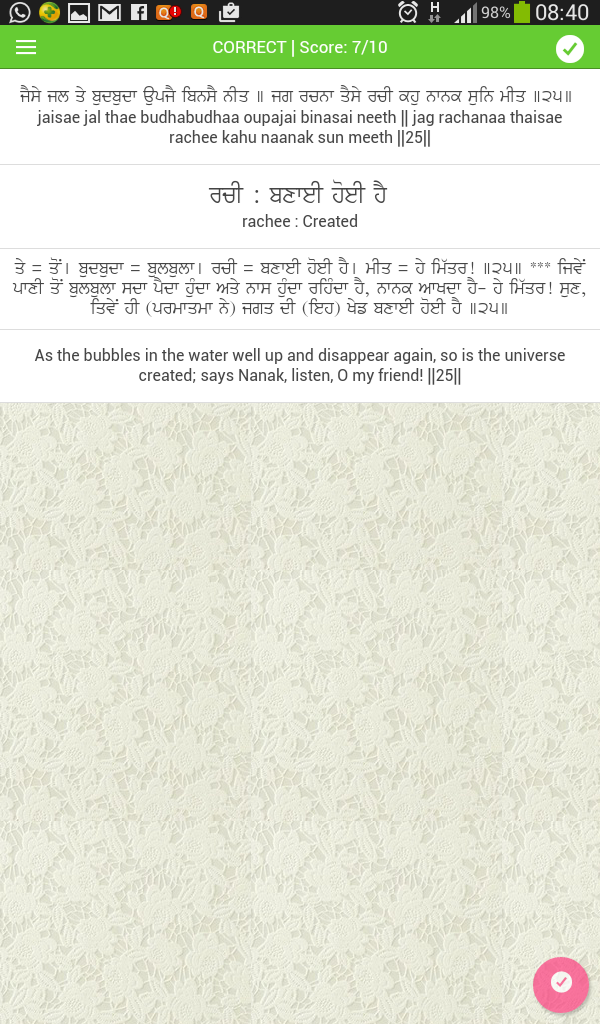 H
98%
08:40
CORRECT | Score: 7/10
ਜੈਸੇ ਜਲ ਤੇ ਬੁਦਬੁਦਾ ਉਪਜੈ ਬਿਨਸੈ ਨੀਤ ॥ ਜਗ ਰਚਨਾ ਤੈਸੇ ਰਚੀ ਕਹੁ ਨਾਨਕ ਸੁਨਿ ਮੀਤ ॥੨੫॥
jaisae jal thae budhabudhaa oupajai binasai neeth || jag rachanaa thaisae
rachee kahu naanak sun meeth ||25||
ਰਚੀ : ਬਣਾਈ ਹੋਈ ਹੈ
rachee : Created
ਤੇ = ਤੋਂ। ਬੁਦਬੁਦਾ = ਬੁਲਬੁਲਾ। ਰਚੀ = ਬਣਾਈ ਹੋਈ ਹੈ। ਮੀਤ = ਹੇ ਮਿੱਤਰ! ॥੨੫॥ *** ਜਿਵੇਂ
ਪਾਣੀ ਤੋਂ ਬੁਲਬੁਲਾ ਸਦਾ ਪੈਦਾ ਹੁੰਦਾ ਅਤੇ ਨਾਸ ਹੁੰਦਾ ਰਹਿੰਦਾ ਹੈ, ਨਾਨਕ ਆਖਦਾ ਹੈ- ਹੇ ਮਿੱਤਰ! ਸੁਣ,
ਤਿਵੇਂ ਹੀ (ਪਰਮਾਤਮਾ ਨੇ) ਜਗਤ ਦੀ (ਇਹ) ਖੇਡ ਬਣਾਈ ਹੋਈ ਹੈ ॥੨੫॥
As the bubbles in the water well up and disappear again, so is the universe
created; says Nanak, listen, O my friend! ||25||